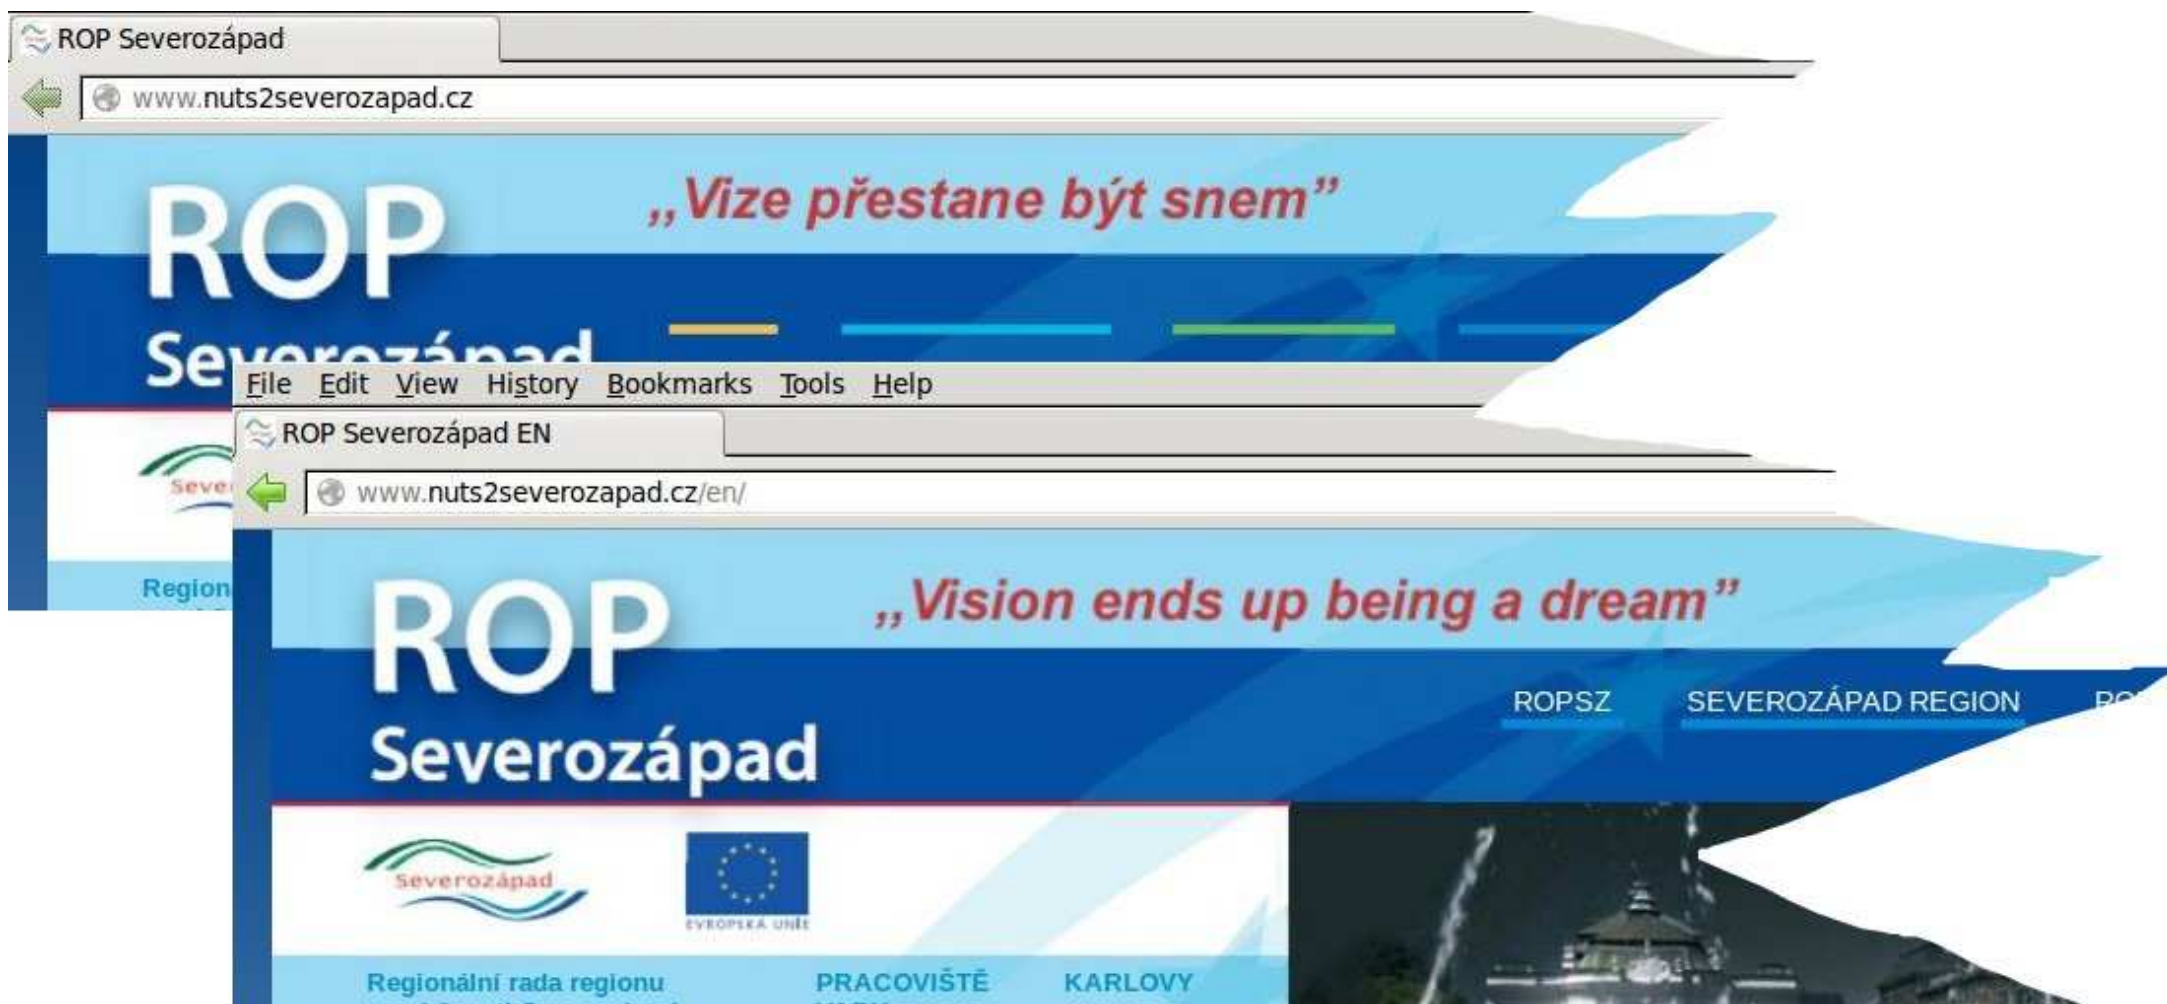 ROP Severozápad
www.nuts2severozapad.cz
ROP
„Vize přestane být snem”
File Edit View History Bookmarks Tools Help
ROP Severozápad EN
www.nuts2severozapad.cz/en/
ROP
„Vision ends up being a dream”
ROPSZ SEVEROZÁPAD REGION
Severozápad
Severozápad
EVROPSKÁ UNIE
Regionální rada regionu PRACOVIŠTĚ KARLOVY